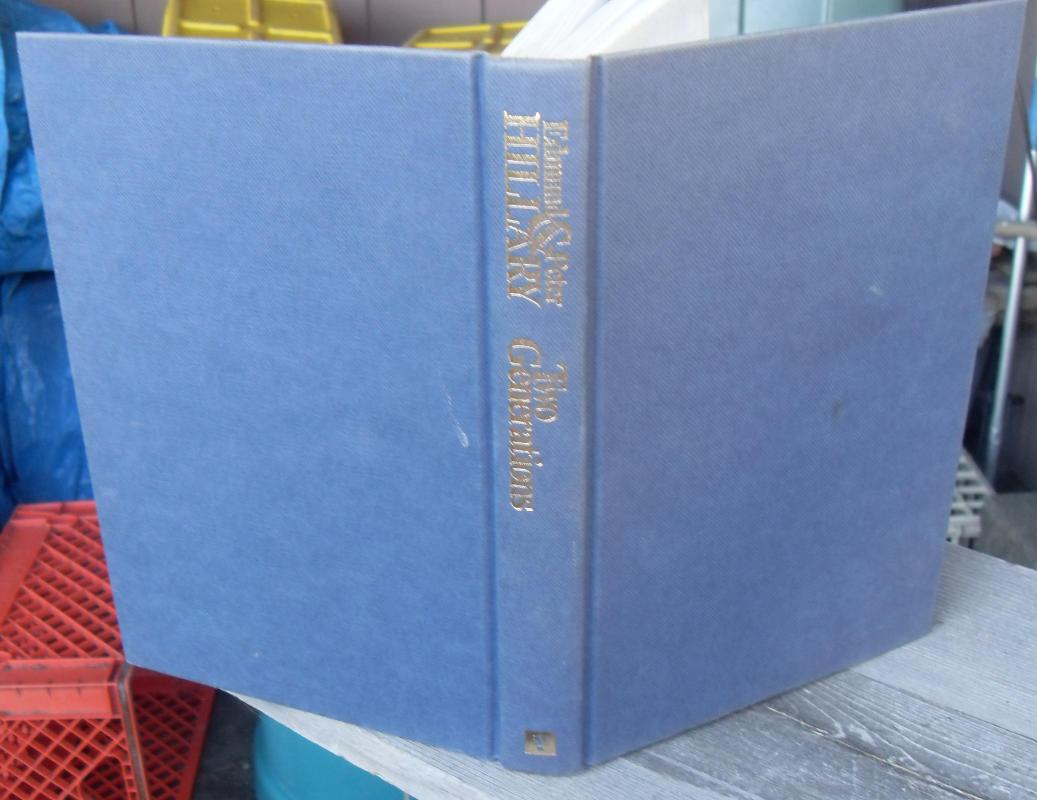 Edmund & Peter
HILLARY
Two
Generations